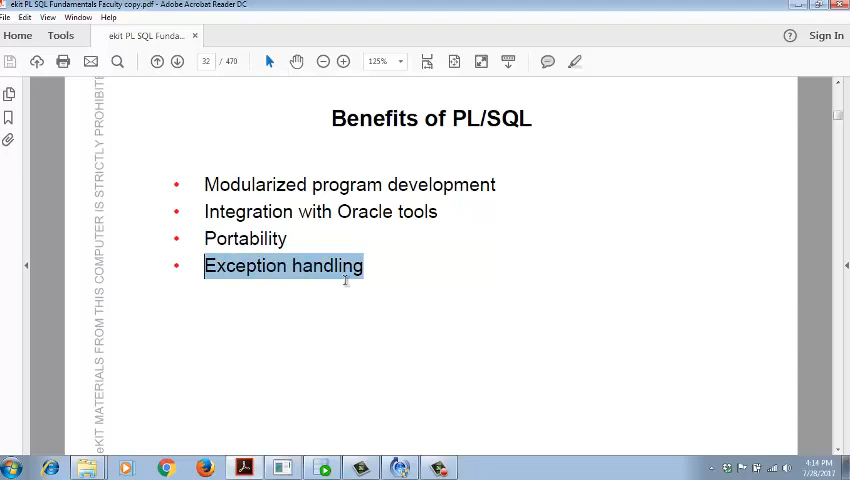 ekit PL SQL Fundamentals Faculty copy.pdf - Adobe Acrobat Reader DC
File Edit View Window Help
Home Tools ekit PL SQL Funda... × Sign In
32 / 470 125%
eKIT MATERIALS FROM THIS COMPUTER IS STRICTLY PROHIBITE
Benefits of PL/SQL
• Modularized program development
• Integration with Oracle tools
• Portability
• Exception handling
4:14 PM
7/28/2017